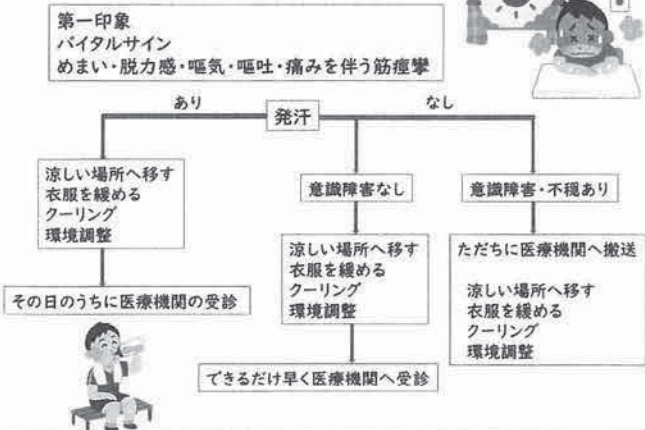 第一印象
バイタルサイン
めまい・脱力感・嘔気・嘔吐・痛みを伴う筋痙攣
あり
発汗
なし
涼しい場所へ移す
衣服を緩める
クーリング
環境調整
その日のうちに医療機関の受診
意識障害なし
涼しい場所へ移す
衣服を緩める
クーリング
環境調整
できるだけ早く医療機関へ受診
意識障害・不穏あり
ただちに医療機関へ搬送
涼しい場所へ移す
衣服を緩める
クーリング
環境調整